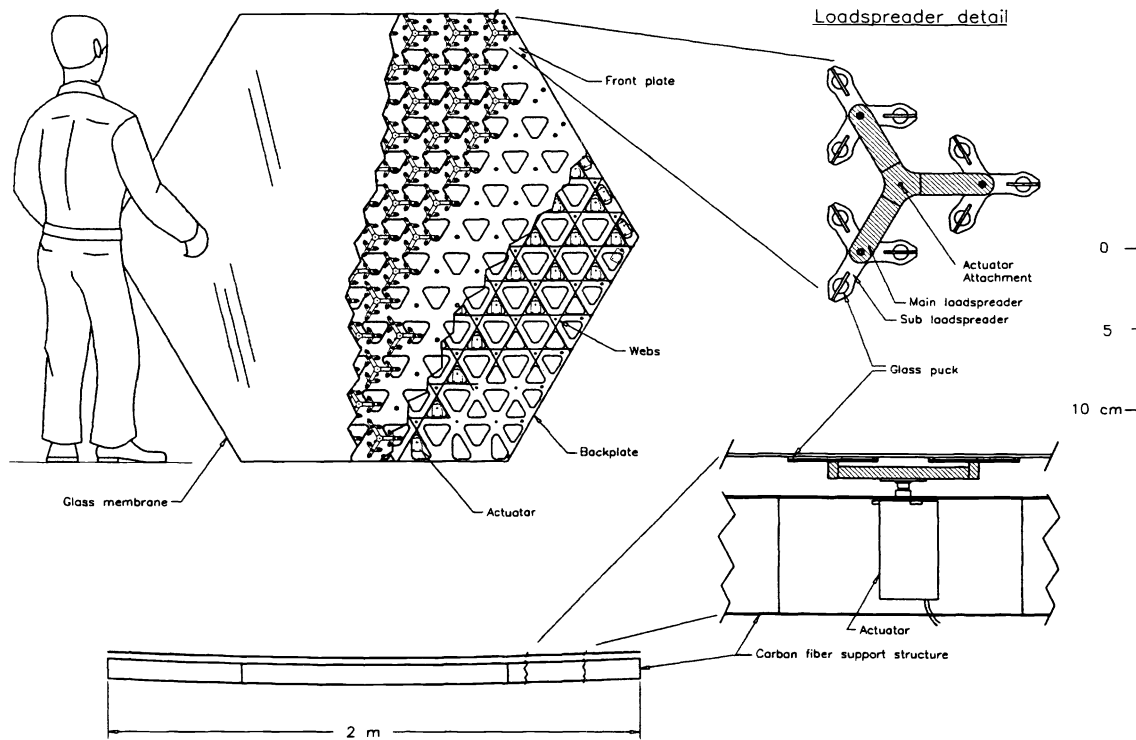 Loadspreader detail
Front plate
Actuator
Attachment
Main loadspreader
Sub loadspreader
0
5
10 cm
Webs
Glass puck
Backplate
Glass membrane
Actuator
Actuator
Carbon fiber support structure
2 m